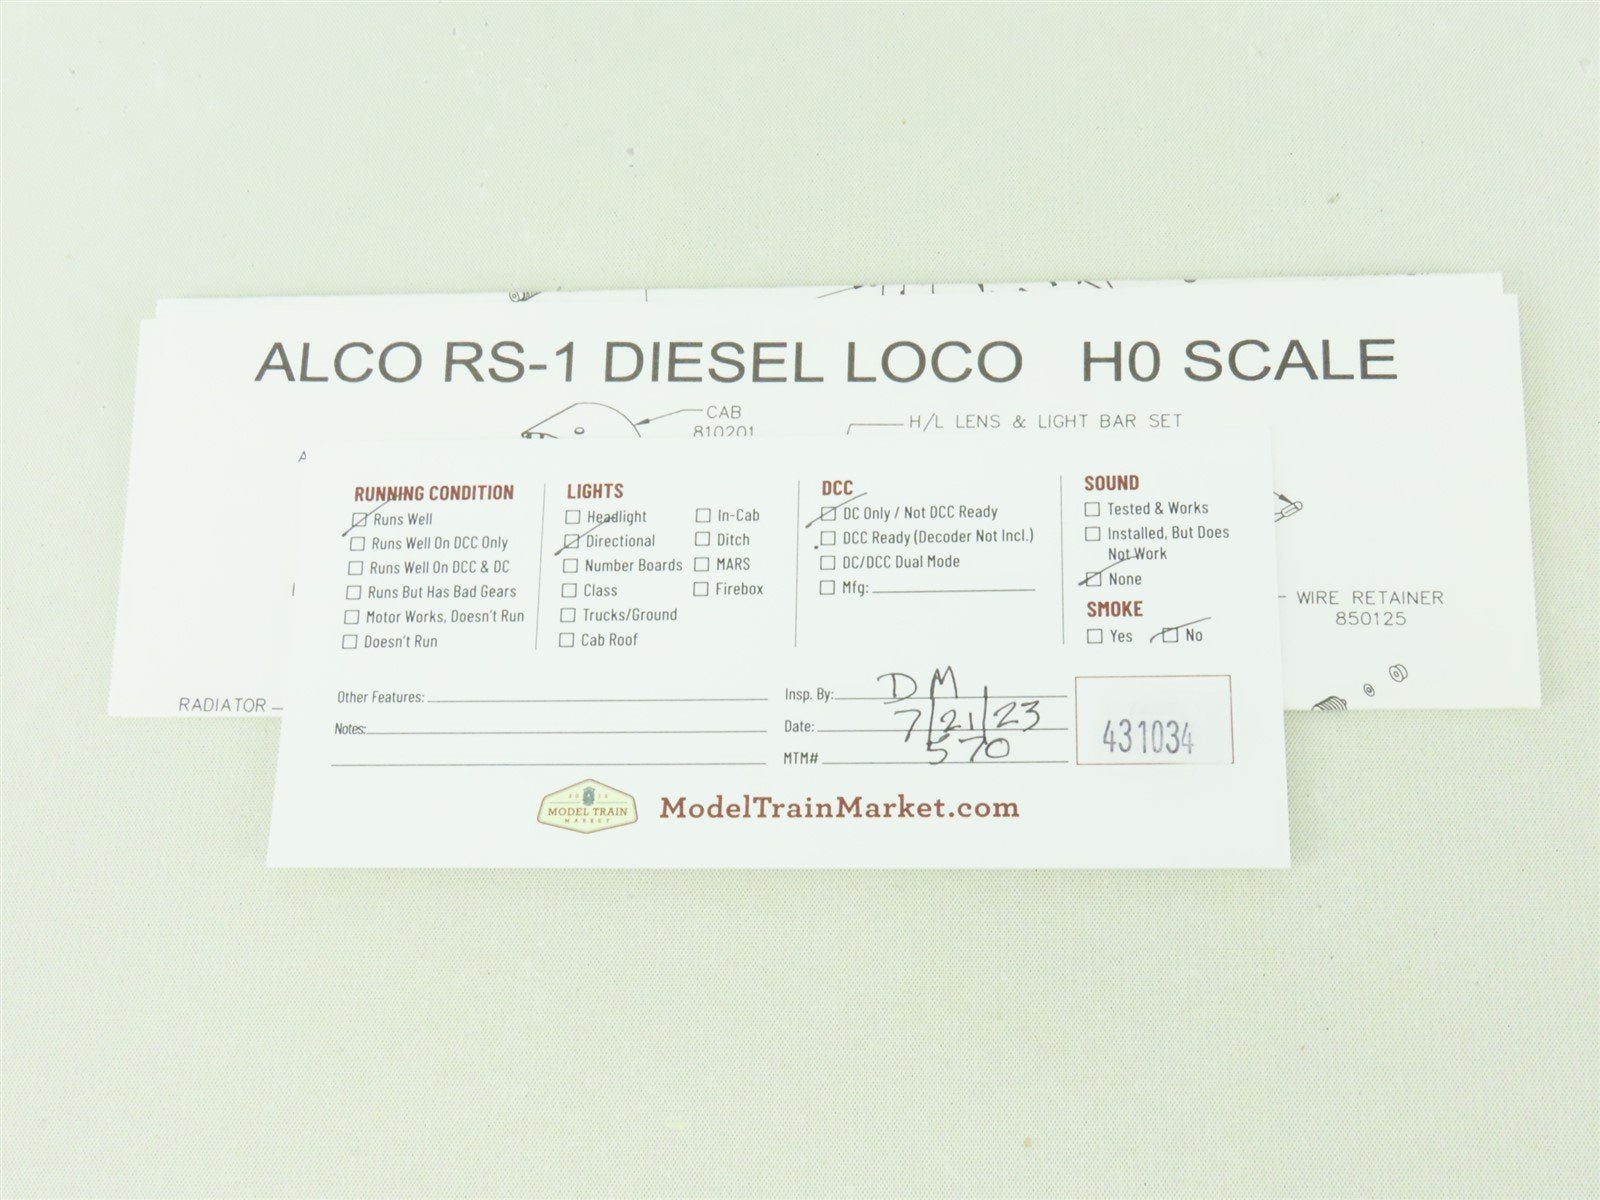 ALCO RS-1 DIESEL LOCO H0 SCALE
CAB
810201
H/L LENS & LIGHT BAR SET
WIRE RETAINER
850125
RADIATOR
RUNNING CONDITION
Runs Well
Runs Well On DCC Only
Runs Well On DCC & DC
Runs But Has Bad Gears
Motor Works, Doesn't Run
Doesn't Run
LIGHTS
Headlight
Directional
Number Boards
Class
Trucks/Ground
Cab Roof
In-Cab
Ditch
MARS
Firebox
DCC
DC Only / Not DCC Ready
DCC Ready (Decoder Not Incl.)
DC/DCC Dual Mode
Mfg:
SOUND
Tested & Works
Installed, But Does
Not Work
None
SMOKE
Yes No
Other Features:
Notes:
Insp. By: DM
Date: 7/21/23
MTM# 570
431034
MODEL TRAIN
MARKET
ModelTrainMarket.com